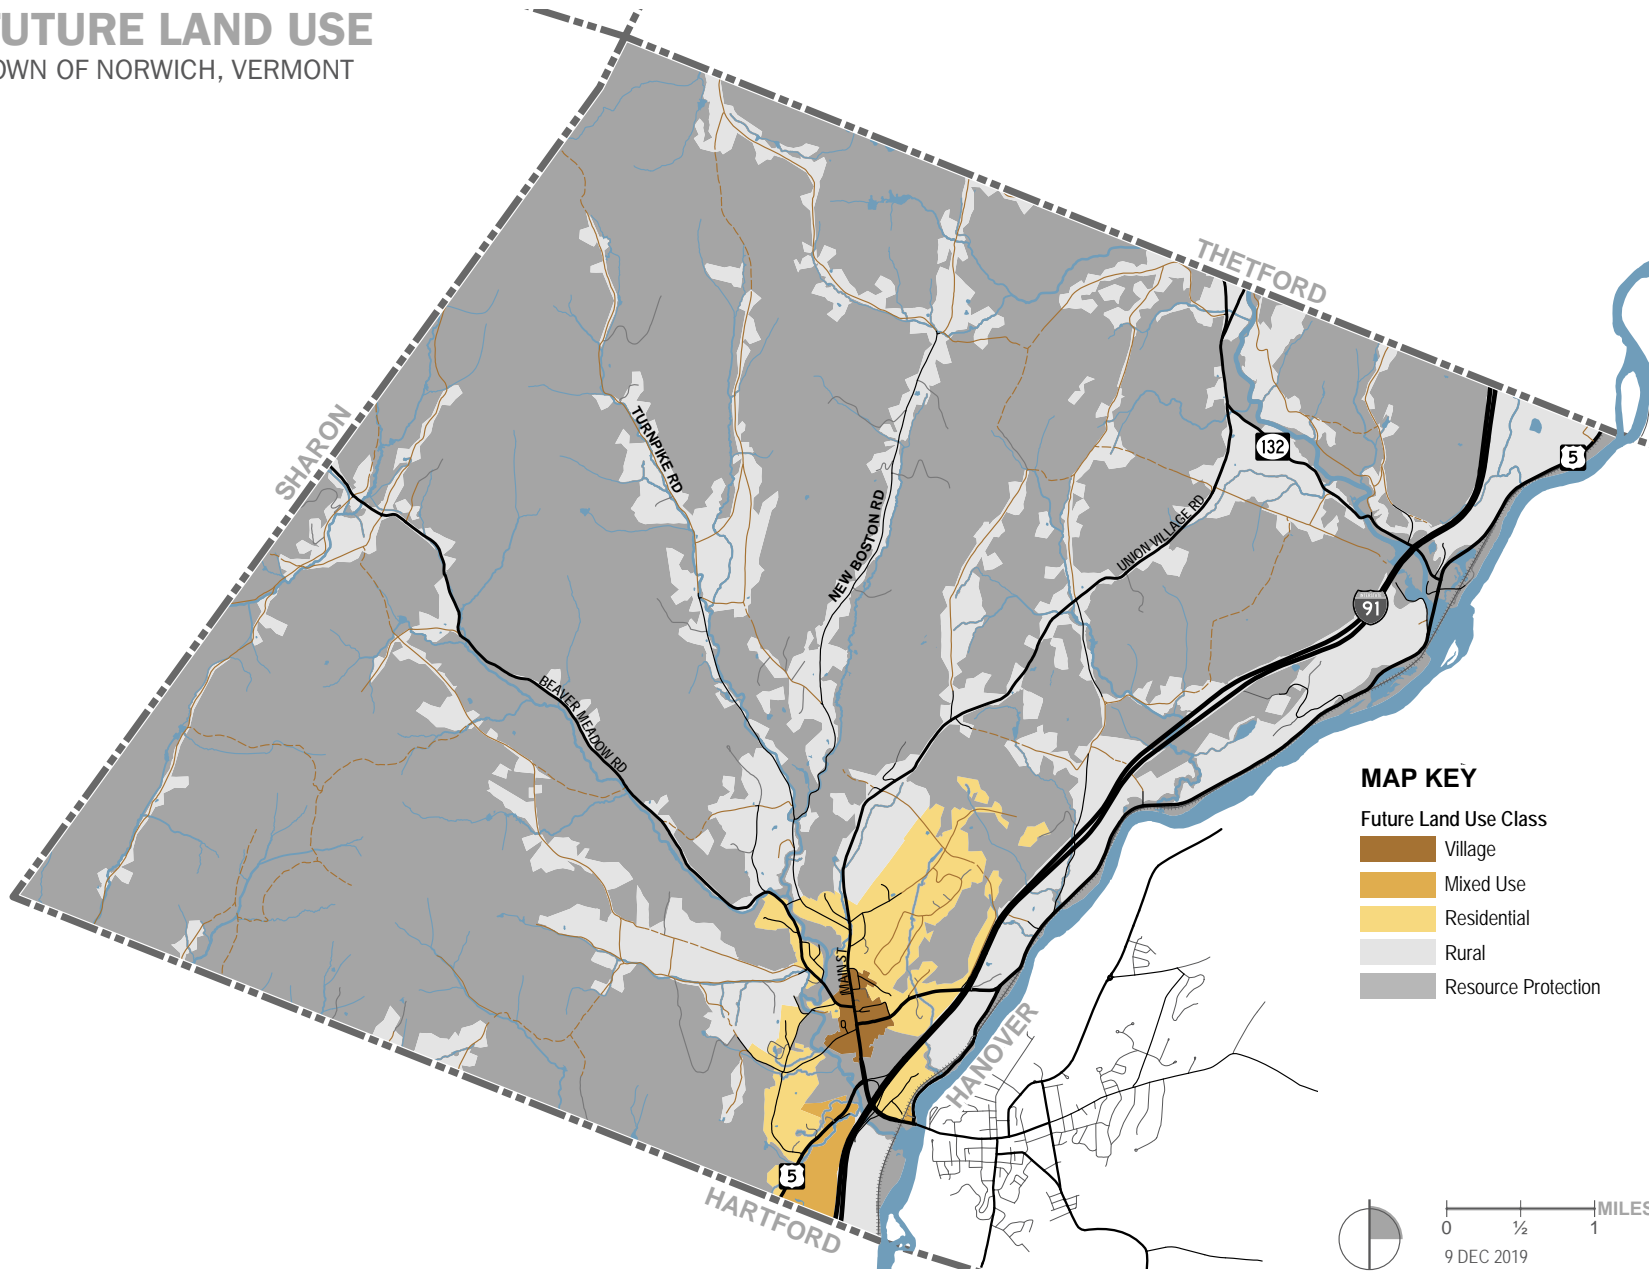 UTURE LAND USE
OWN OF NORWICH, VERMONT
THETFORD
SHARON
TURNPIKE RD
132
5
NEW BOSTON RD
UNION VILLAGE RD
91
BEAVER MEADOW RD
MAIN ST
HANOVER
5
HARTFORD
MAP KEY
Future Land Use Class
Village
Mixed Use
Residential
Rural
Resource Protection
0 ½ 1 MILES
9 DEC 2019